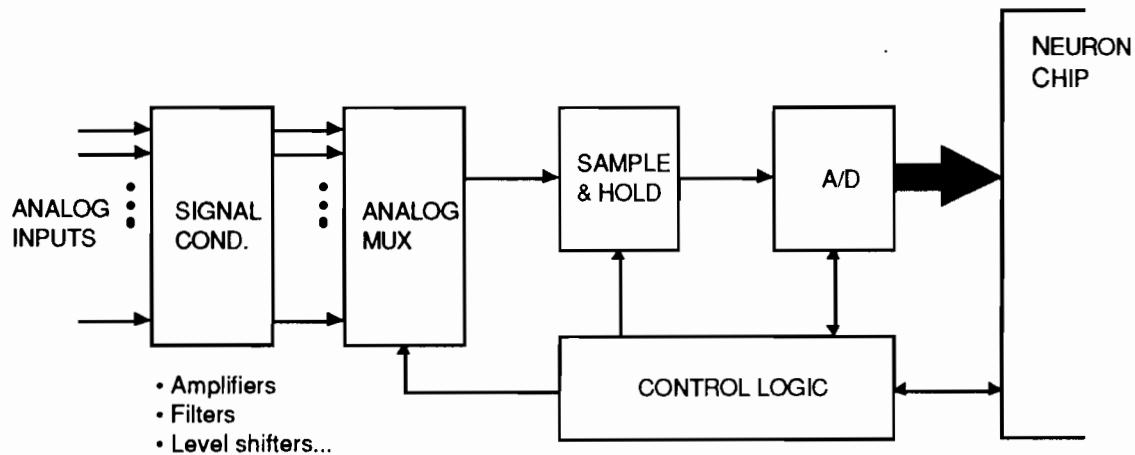 NEURON
CHIP
ANALOG
INPUTS
SIGNAL
COND.
ANALOG
MUX
SAMPLE
& HOLD
A/D
CONTROL LOGIC
• Amplifiers
• Filters
• Level shifters...